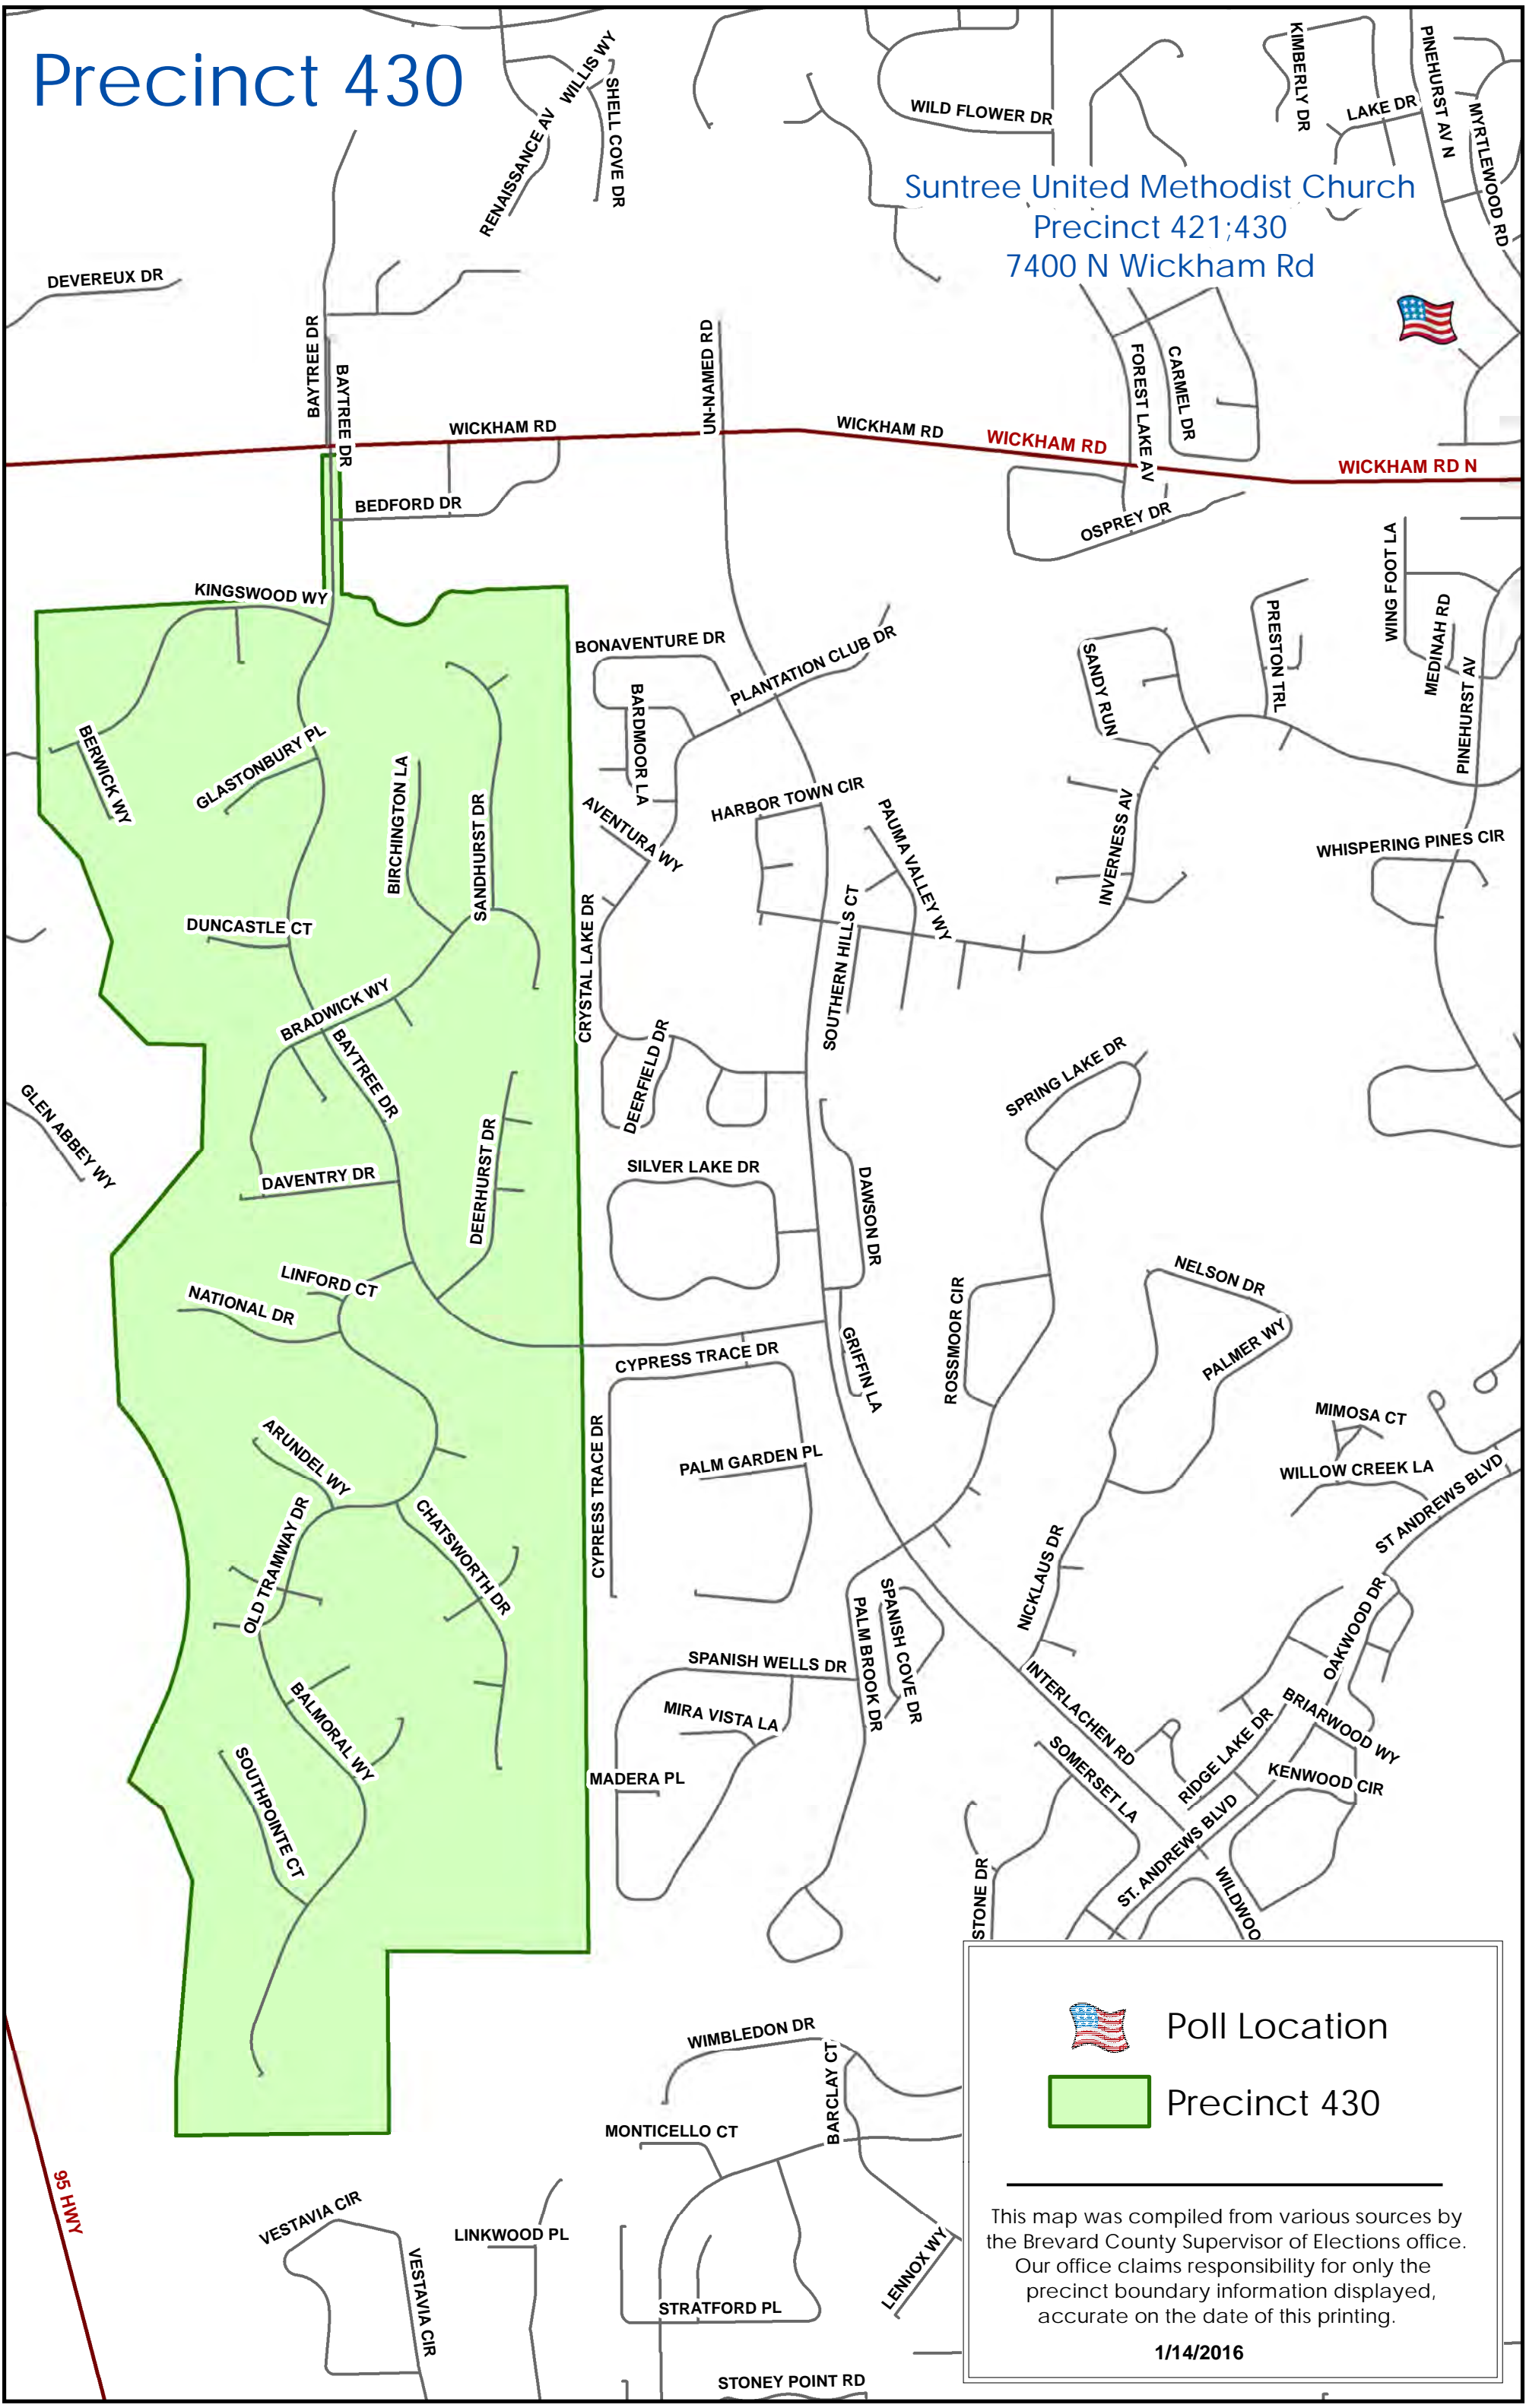 Precinct 430
WILLIS WY
RENAISSANCE AV
SHELL COVE DR
WILD FLOWER DR
KIMBERLY DR
LAKE DR
PINEHURST AV N
MYRTLEWOOD RD
Suntree United Methodist Church
Precinct 421;430
7400 N Wickham Rd
DEVEREUX DR
BAYTREE DR
BAYTREE DR
UN-NAMED RD
FOREST LAKE AV
CARMEL DR
WICKHAM RD
WICKHAM RD
WICKHAM RD
WICKHAM RD N
BEDFORD DR
OSPREY DR
WING FOOT LA
KINGSWOOD WY
BONAVENTURE DR
PLANTATION CLUB DR
PRESTON TRL
MEDINAH RD
SANDY RUN
BARDMOOR LA
PINEHURST AV
BERWICK WY
GLASTONBURY PL
BIRCHINGTON LA
SANDHURST DR
AVENTURA WY
HARBOR TOWN CIR
PAUMA VALLEY WY
INVERNESS AV
WHISPERING PINES CIR
DUNCASTLE CT
CRYSTAL LAKE DR
SOUTHERN HILLS CT
BRADWICK WY
BAYTREE DR
DEERFIELD DR
SPRING LAKE DR
GLEN ABBEY WY
DEERHURST DR
DAVENTRY DR
SILVER LAKE DR
DAWSON DR
LINFORD CT
NATIONAL DR
NELSON DR
ROSSMOOR CIR
GRIFFIN LA
PALMER WY
CYPRESS TRACE DR
CYPRESS TRACE DR
MIMOSA CT
PALM GARDEN PL
WILLOW CREEK LA
ST ANDREWS BLVD
ARUNDEL WY
OLD TRAMWAY DR
CHATSWORTH DR
NICKLAUS DR
SPANISH COVE DR
PALM BROOK DR
OAKWOOD DR
SPANISH WELLS DR
INTERLACHEN RD
BALMORAL WY
MIRA VISTA LA
BRIARWOOD WY
RIDGE LAKE DR
SOMERSET LA
KENWOOD CIR
SOUTHPOINTE CT
MADERA PL
ST. ANDREWS BLVD
STONE DR
WILDWOO
WIMBLEDON DR
BARCLAY CT
MONTICELLO CT
95 HWY
VESTAVIA CIR
VESTAVIA CIR
LINKWOOD PL
LENNOX WY
STRATFORD PL
STONEY POINT RD
Poll Location
Precinct 430
This map was compiled from various sources by
the Brevard County Supervisor of Elections office.
Our office claims responsibility for only the
precinct boundary information displayed,
accurate on the date of this printing.
1/14/2016